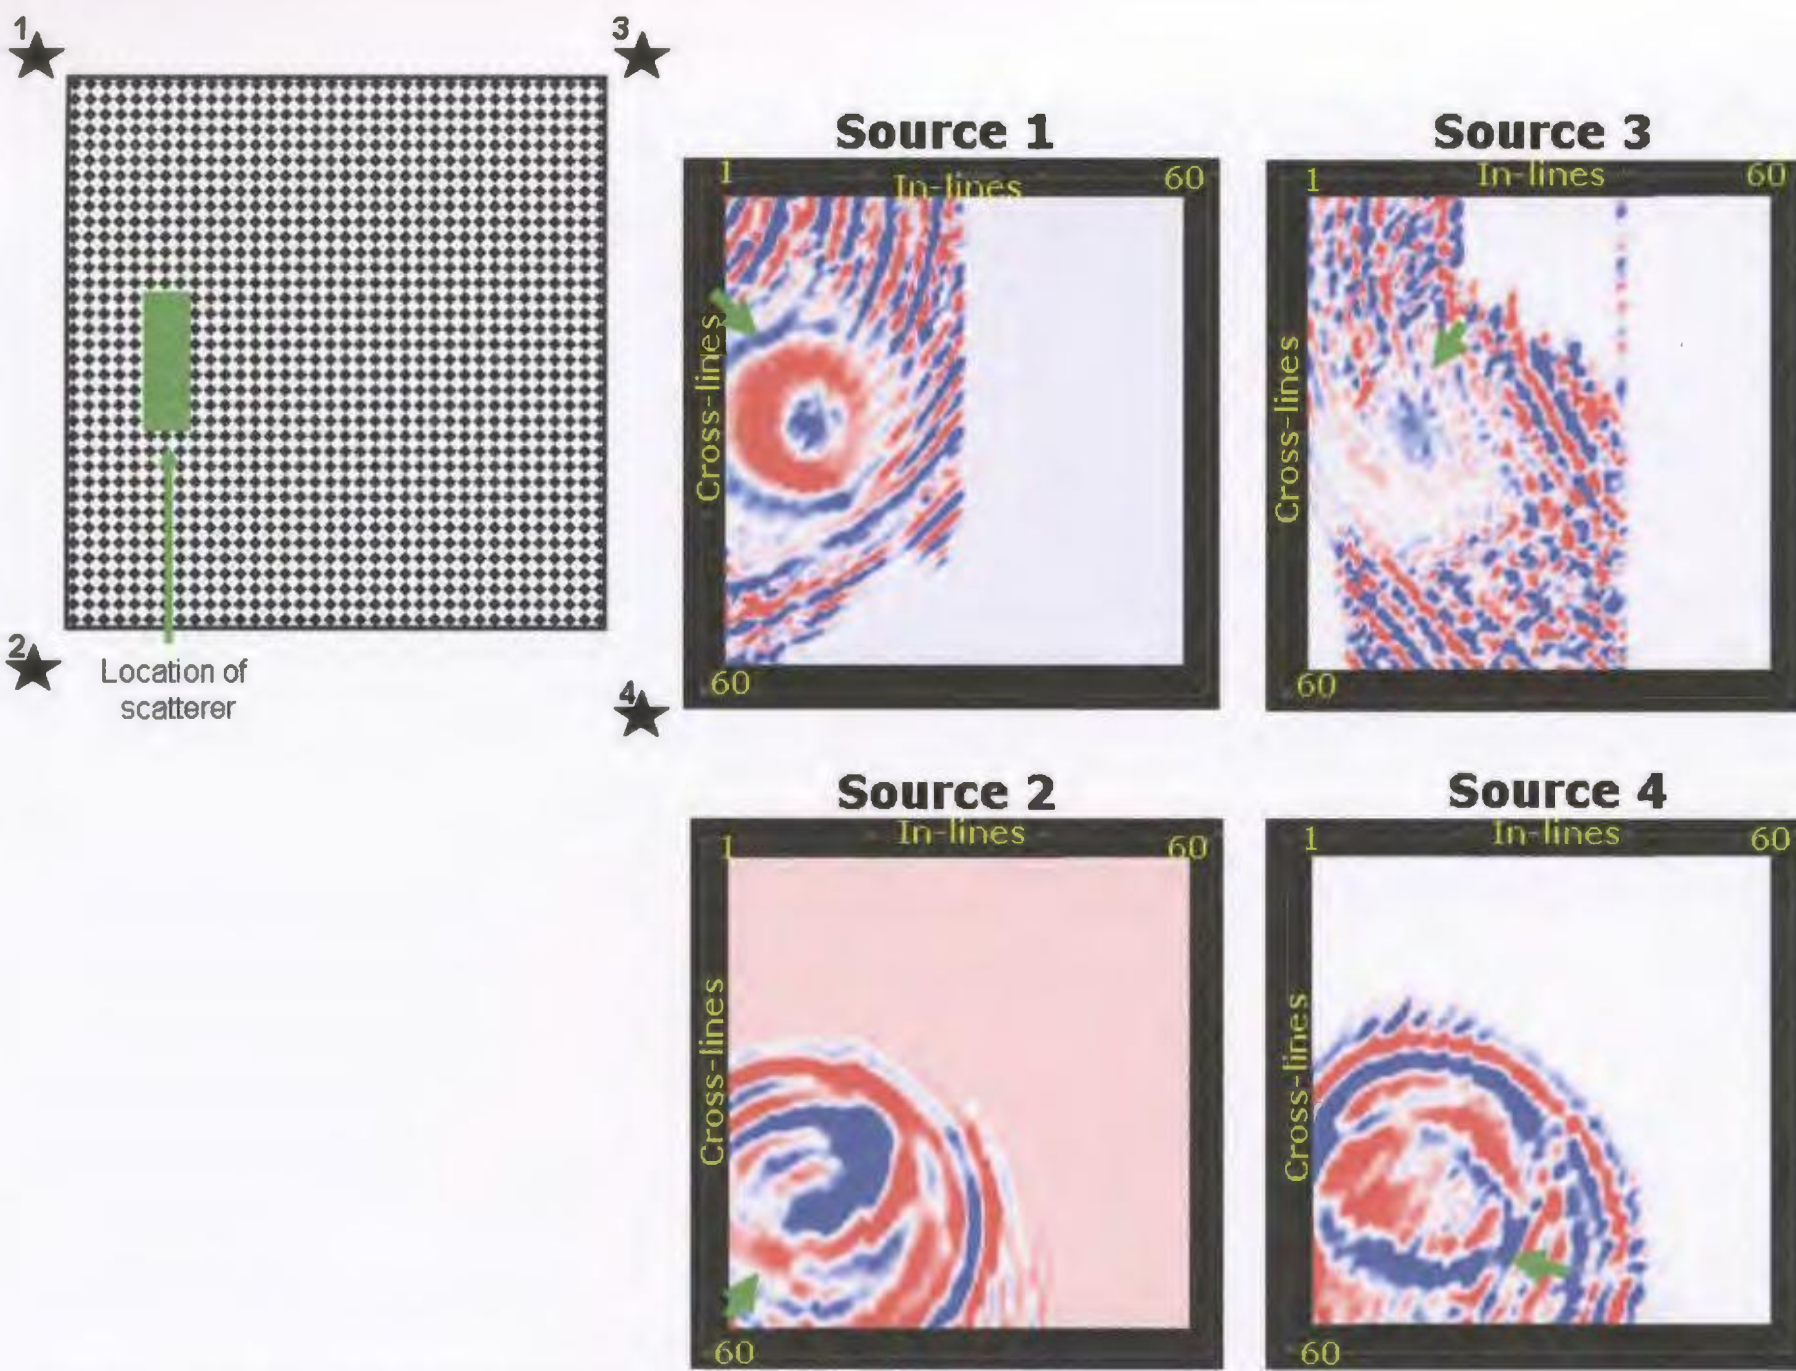 1
3
2
4
Location of
scatterer
Source 1
1
In-lines
60
Cross-lines
60
Source 3
1
In-lines
60
Cross-lines
60
Source 2
1
In-lines
60
Cross-lines
60
Source 4
1
In-lines
60
Cross-lines
60